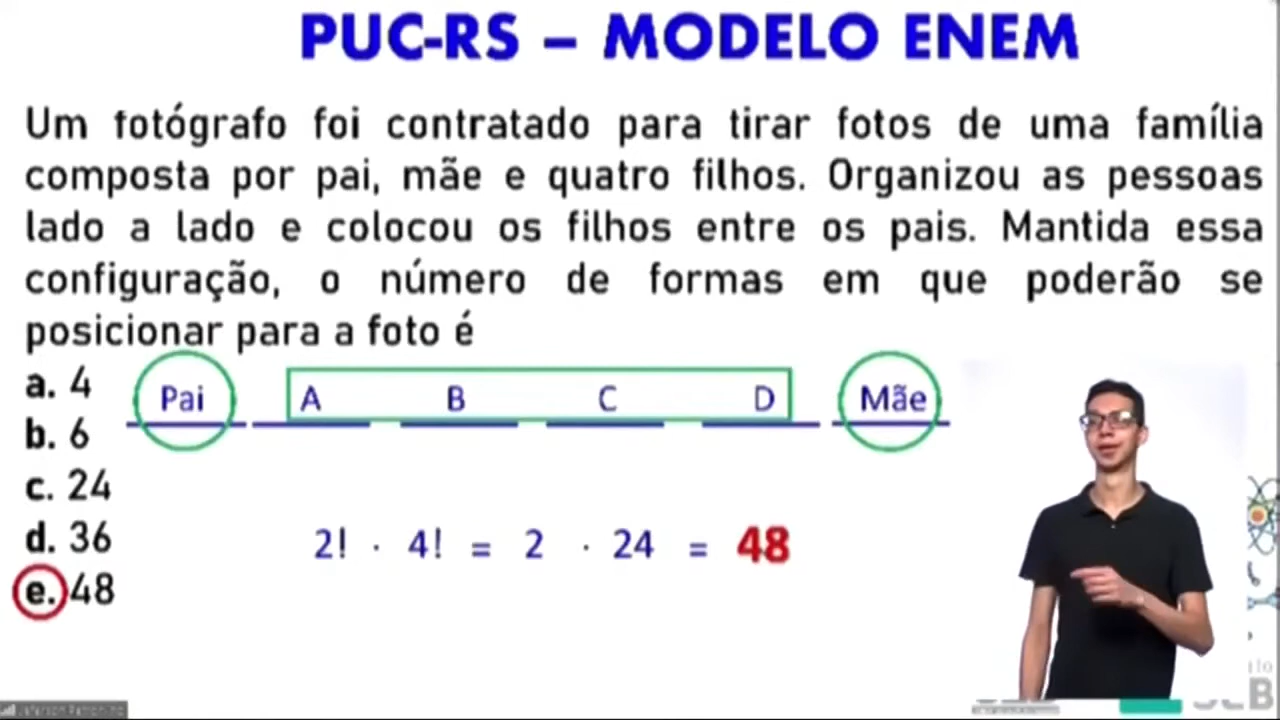 PUC-RS – MODELO ENEM
Um fotógrafo foi contratado para tirar fotos de uma família
composta por pai, mãe e quatro filhos. Organizou as pessoas
lado a lado e colocou os filhos entre os pais. Mantida essa
configuração, o número de formas em que poderão se
posicionar para a foto é
a. 4
Pai A B C D Mãe
b. 6
c. 24
d. 36
2! · 4! = 2 · 24 = 48
e. 48